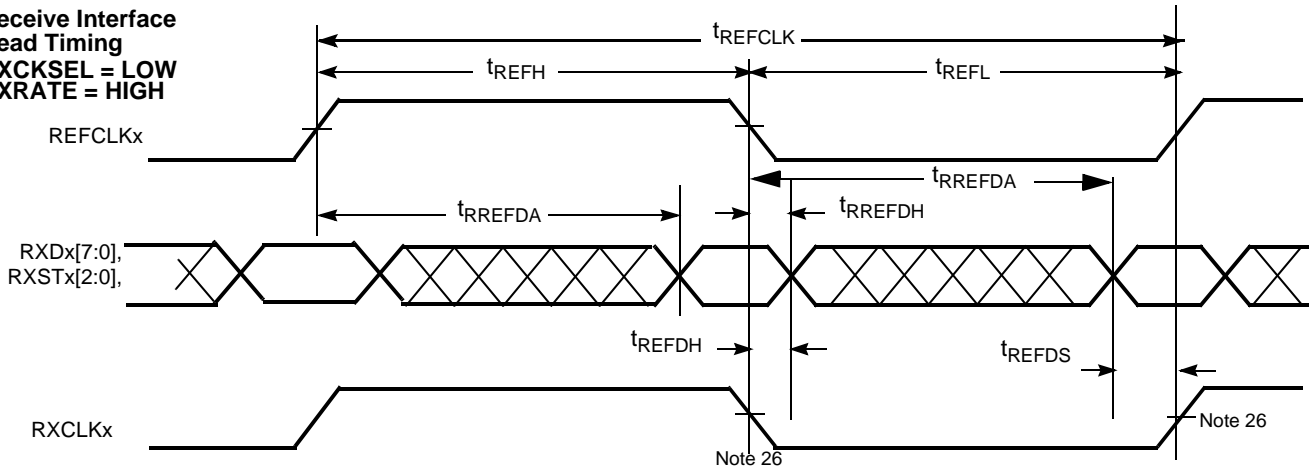 eceive Interface
ead Timing
XCKSEL = LOW
XRATE = HIGH
tREFCLK
tREFH
tREFL
REFCLKx
tRREFDA
tRREFDA
tRREFDH
RXDx[7:0],
RXSTx[2:0],
tREFDH
tREFDS
RXCLKx
Note 26
Note 26